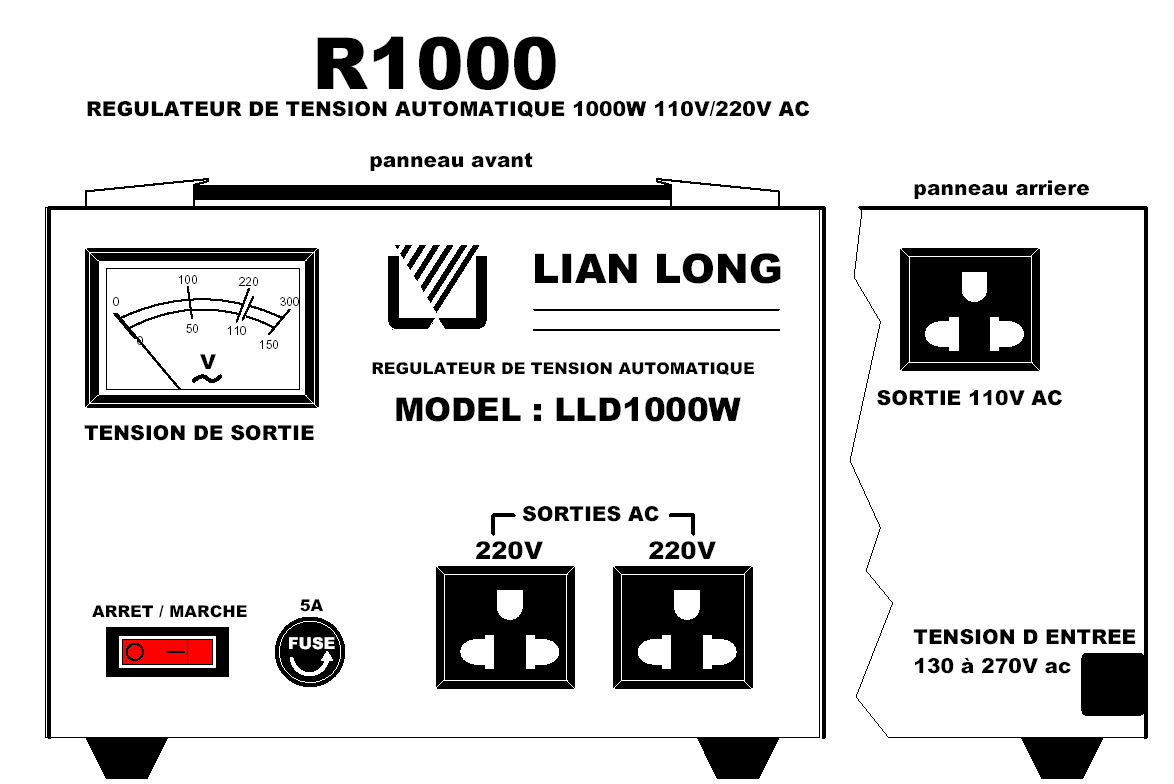 R1000
REGULATEUR DE TENSION AUTOMATIQUE 1000W 110V/220V AC
panneau avant
panneau arriere
LIAN LONG
0 100 220 300
0 50 110 150
V
REGULATEUR DE TENSION AUTOMATIQUE
MODEL : LLD1000W
TENSION DE SORTIE
SORTIE 110V AC
SORTIES AC
220V 220V
ARRET / MARCHE
5A
FUSE
TENSION D ENTREE
130 à 270V ac